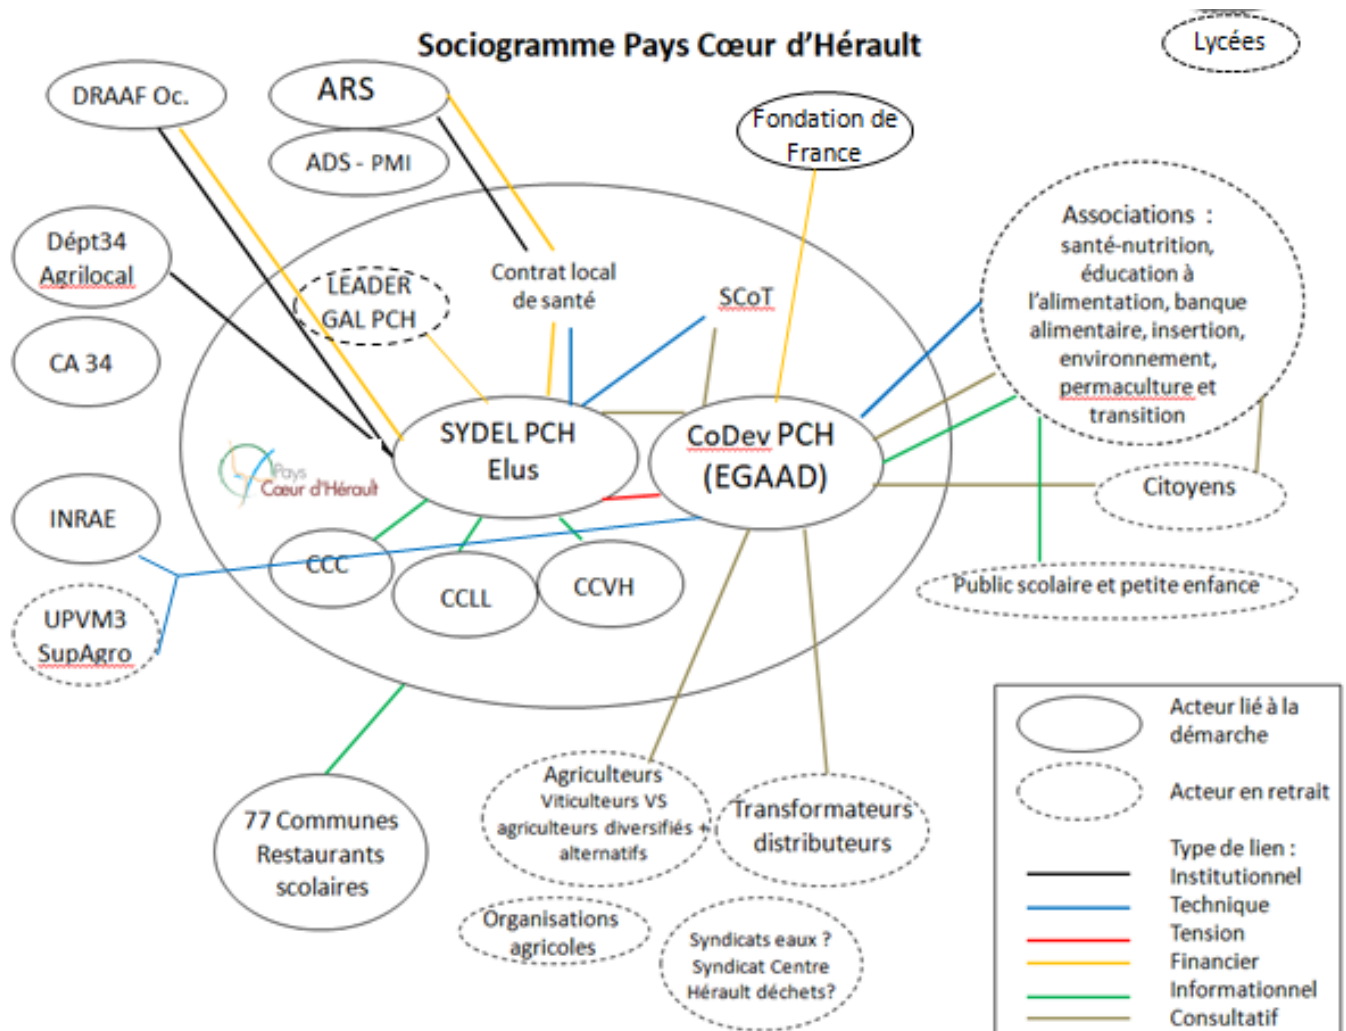 Sociogramme Pays Cœur d'Hérault
Lycées
DRAAF Oc.
ARS
ADS - PMI
Fondation de
France
Dépt34
Agrilocal
CA 34
LEADER
GAL PCH
Contrat local
de santé
SCoT
Associations :
santé-nutrition,
éducation à
l'alimentation, banque
alimentaire, insertion,
environnement,
permaculture et
transition
SYDEL PCH
Elus
CoDev PCH
(EGAAD)
Pays
Cœur d'Hérault
Citoyens
INRAE
UPVM3
SupAgro
CCC
CCLL
CCVH
Public scolaire et petite enfance
77 Communes
Restaurants
scolaires
Agriculteurs
Viticulteurs VS
agriculteurs diversifiés +
alternatifs
Transformateurs
distributeurs
Organisations
agricoles
Syndicats eaux ?
Syndicat Centre
Hérault déchets?
Acteur lié à la
démarche
Acteur en retrait
Type de lien :
Institutionnel
Technique
Tension
Financier
Informationnel
Consultatif